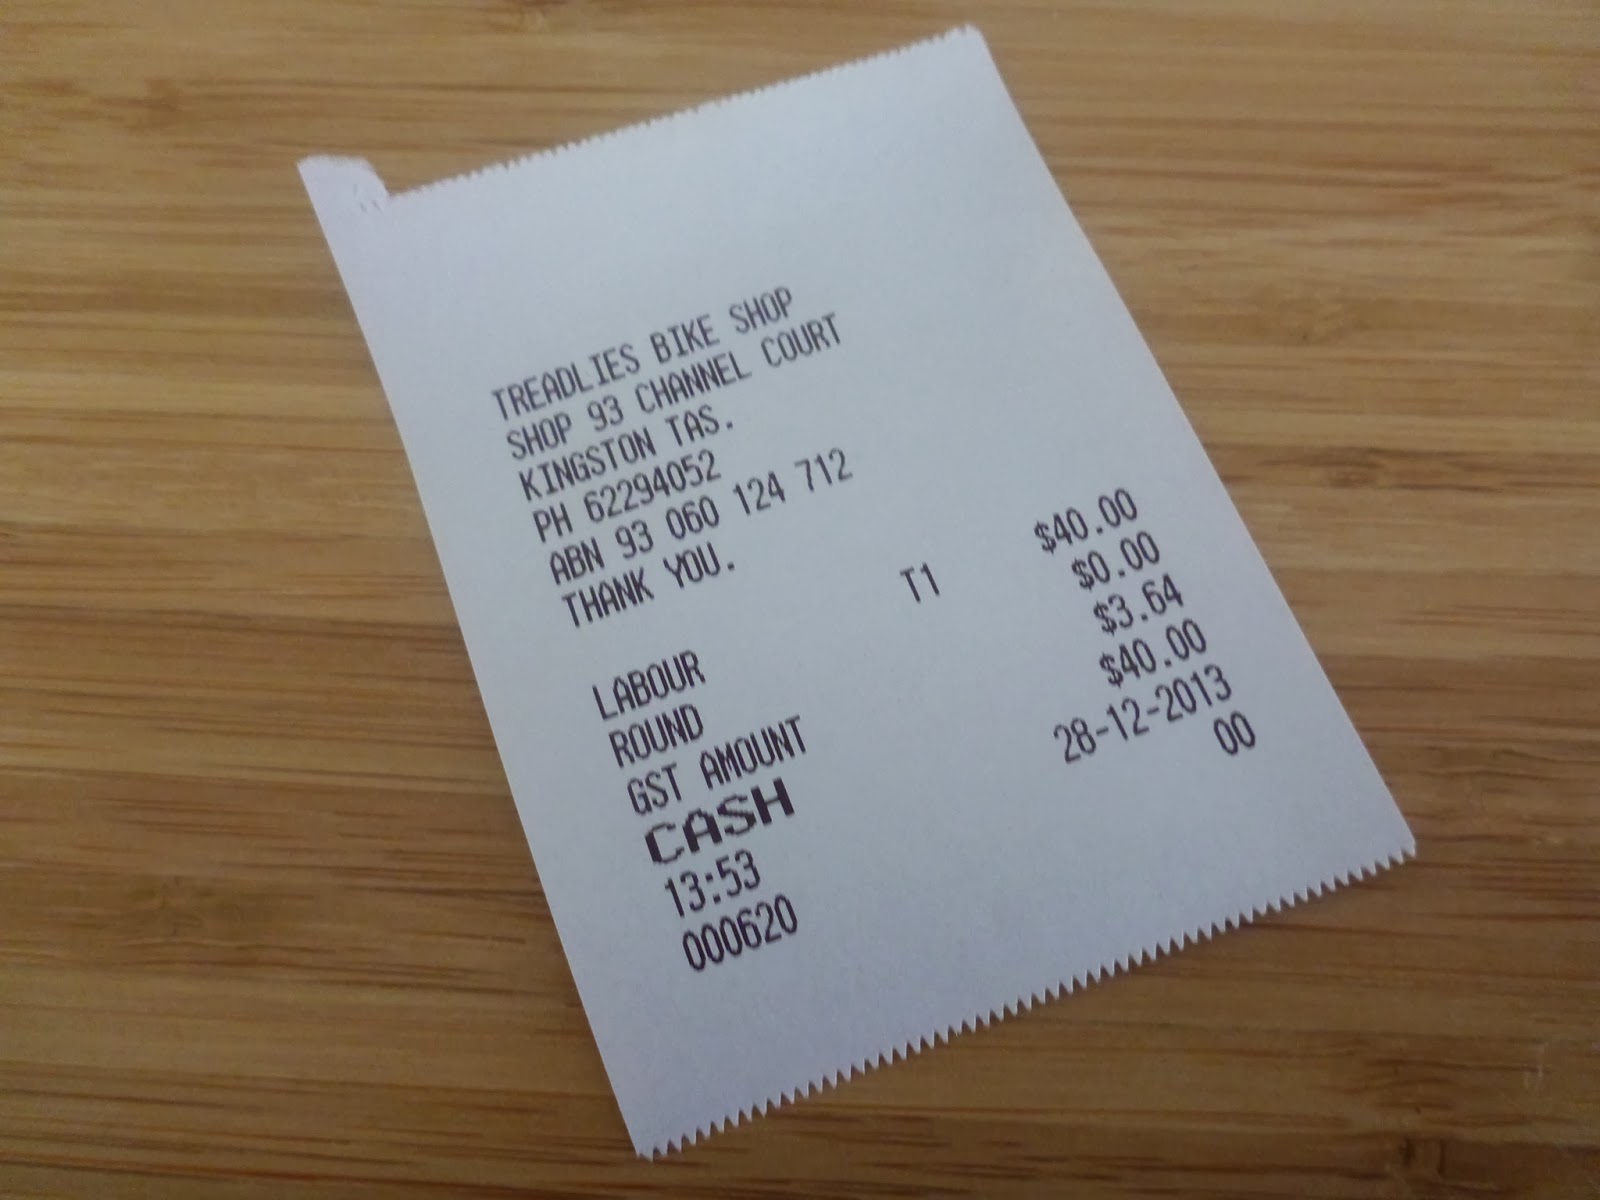 TREADLIES BIKE SHOP
SHOP 93 CHANNEL COURT
KINGSTON TAS.
PH 62294052
ABN 93 060 124 712
THANK YOU.
LABOUR T1 $40.00
ROUND $0.00
GST AMOUNT $3.64
CASH $40.00
13:53 28-12-2013
000620 00